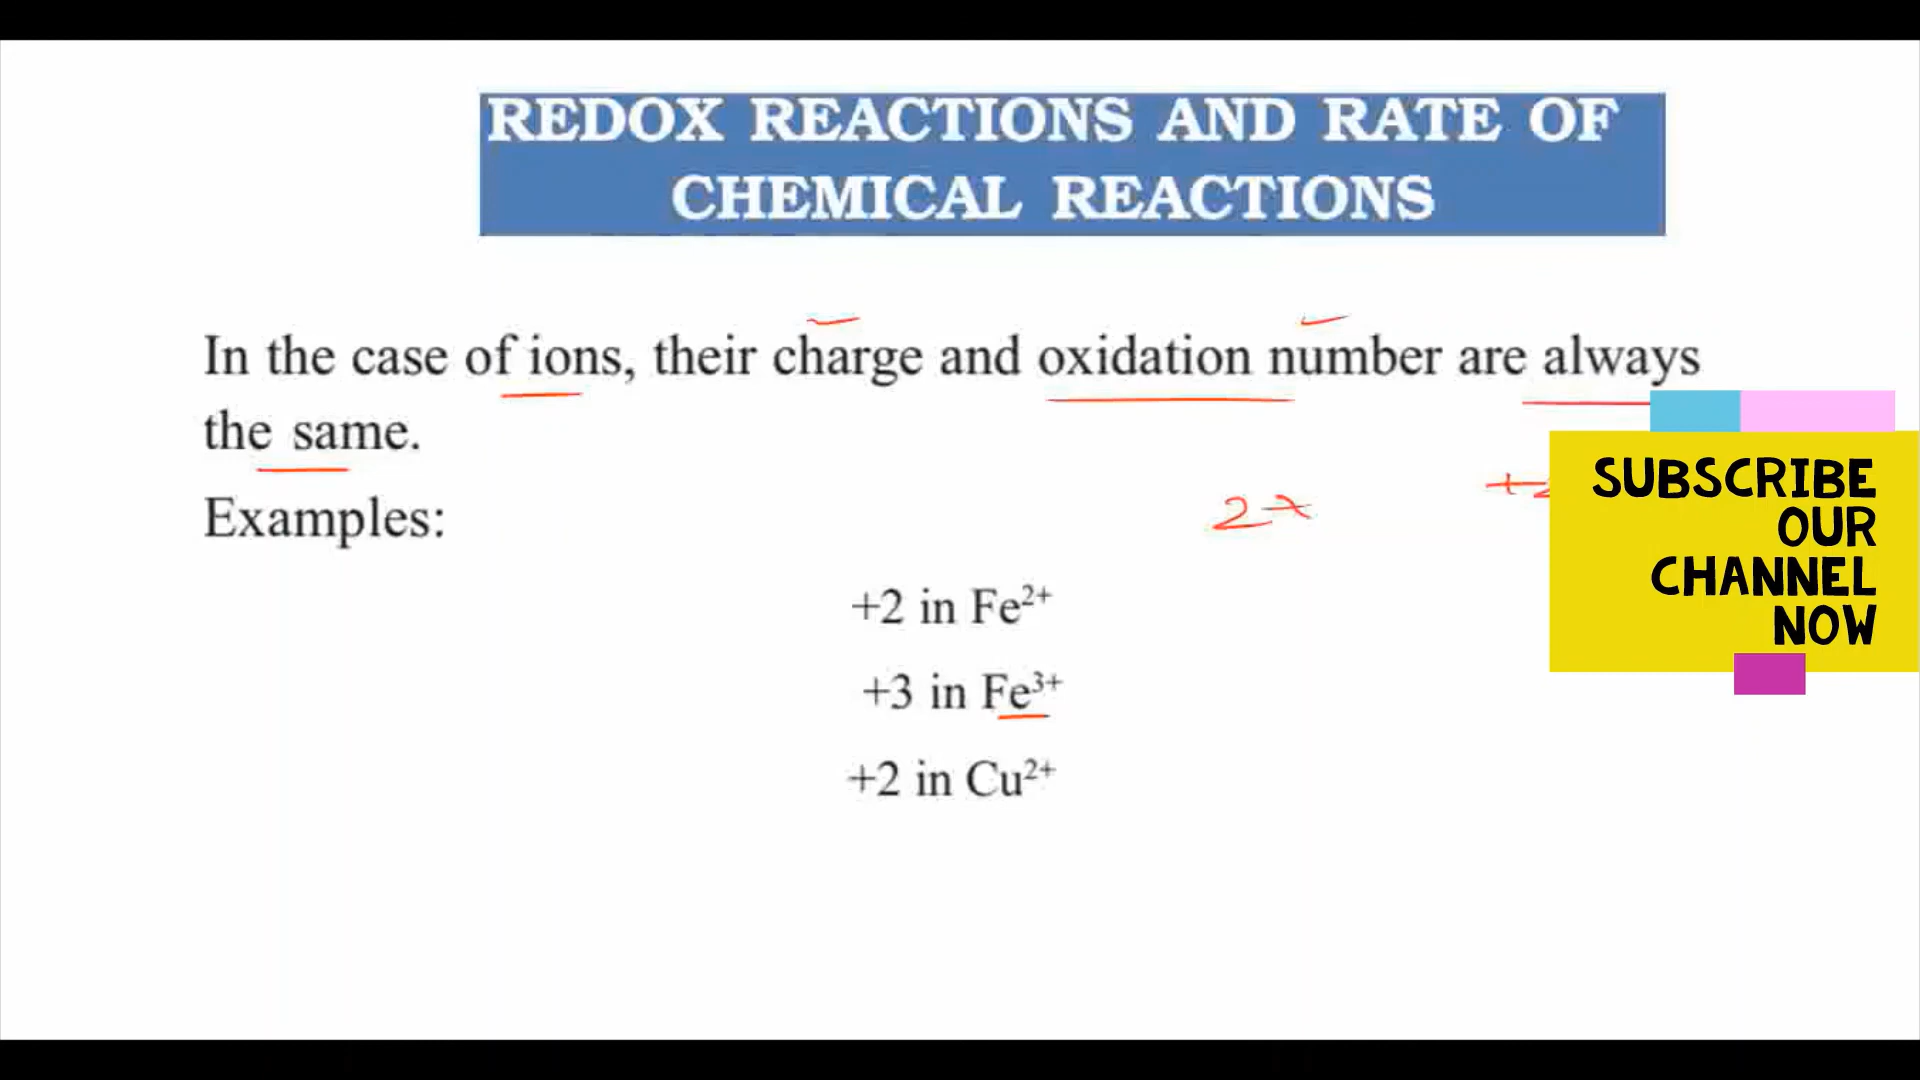 REDOX REACTIONS AND RATE OF
CHEMICAL REACTIONS
In the case of ions, their charge and oxidation number are always
the same.
Examples:
2+
SUBSCRIBE
OUR
CHANNEL
NOW
+2 in Fe²⁺
+3 in Fe³⁺
+2 in Cu²⁺